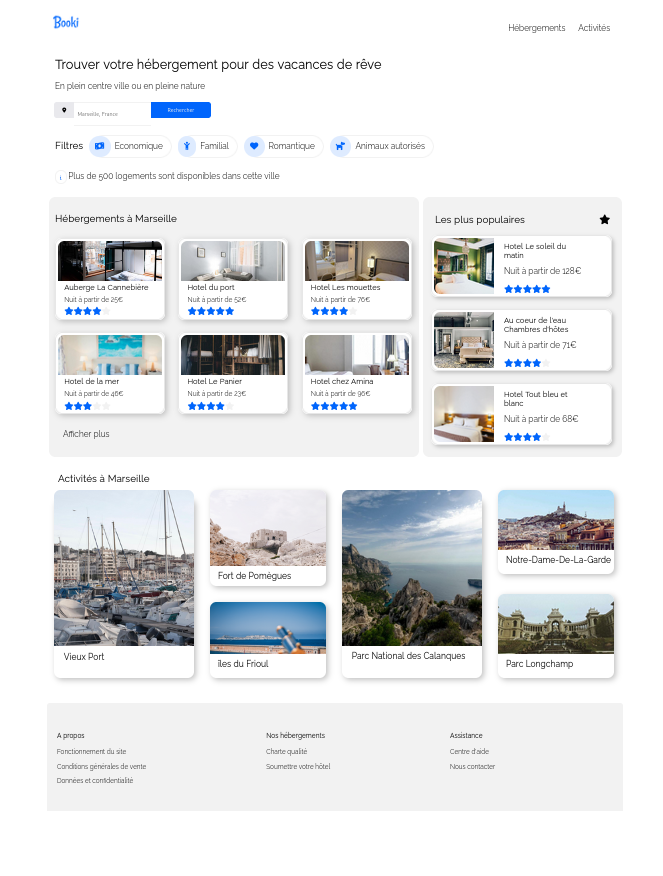 Booki
Hébergements Activités
Trouver votre hébergement pour des vacances de rêve
En plein centre ville ou en pleine nature
Marseille, France Rechercher
Filtres Economique Familial Romantique Animaux autorisés
i Plus de 500 logements sont disponibles dans cette ville
Hébergements à Marseille
Auberge La Cannebière
Nuit à partir de 25€
Hotel du port
Nuit à partir de 52€
Hotel Les mouettes
Nuit à partir de 76€
Hotel de la mer
Nuit à partir de 46€
Hotel Le Panier
Nuit à partir de 23€
Hotel chez Amina
Nuit à partir de 96€
Afficher plus
Les plus populaires
Hotel Le soleil du
matin
Nuit à partir de 128€
Au coeur de l'eau
Chambres d'hôtes
Nuit à partir de 71€
Hotel Tout bleu et
blanc
Nuit à partir de 68€
Activités à Marseille
Vieux Port
Fort de Pomègues
îles du Frioul
Parc National des Calanques
Notre-Dame-De-La-Garde
Parc Longchamp
A propos
Fonctionnement du site
Conditions générales de vente
Données et confidentialité
Nos hébergements
Charte qualité
Soumettre votre hôtel
Assistance
Centre d'aide
Nous contacter